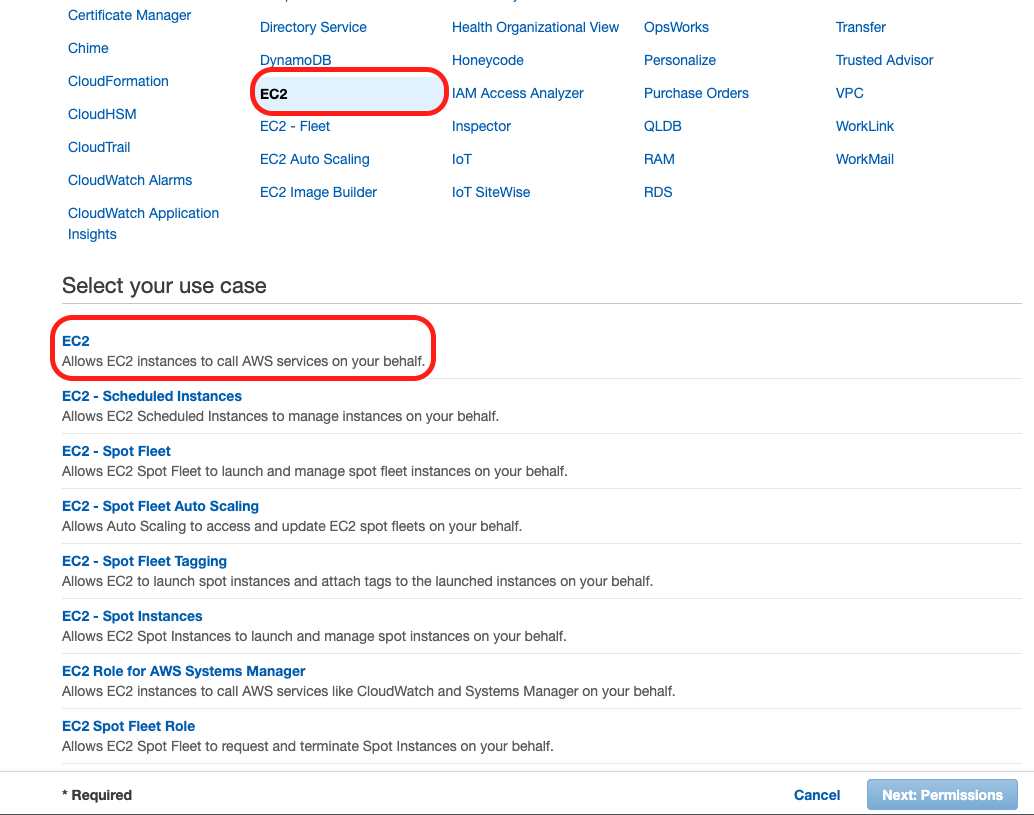 Certificate Manager
Chime
CloudFormation
CloudHSM
CloudTrail
CloudWatch Alarms
CloudWatch Application
Insights
Directory Service
DynamoDB
EC2
EC2 - Fleet
EC2 Auto Scaling
EC2 Image Builder
Health Organizational View
Honeycode
IAM Access Analyzer
Inspector
IoT
IoT SiteWise
OpsWorks
Personalize
Purchase Orders
QLDB
RAM
RDS
Transfer
Trusted Advisor
VPC
WorkLink
WorkMail
Select your use case
EC2
Allows EC2 instances to call AWS services on your behalf.
EC2 - Scheduled Instances
Allows EC2 Scheduled Instances to manage instances on your behalf.
EC2 - Spot Fleet
Allows EC2 Spot Fleet to launch and manage spot fleet instances on your behalf.
EC2 - Spot Fleet Auto Scaling
Allows Auto Scaling to access and update EC2 spot fleets on your behalf.
EC2 - Spot Fleet Tagging
Allows EC2 to launch spot instances and attach tags to the launched instances on your behalf.
EC2 - Spot Instances
Allows EC2 Spot Instances to launch and manage spot instances on your behalf.
EC2 Role for AWS Systems Manager
Allows EC2 instances to call AWS services like CloudWatch and Systems Manager on your behalf.
EC2 Spot Fleet Role
Allows EC2 Spot Fleet to request and terminate Spot Instances on your behalf.
* Required
Cancel
Next: Permissions